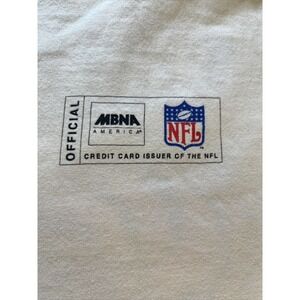 OFFICIAL
MBNA
AMERICA®
NFL
CREDIT CARD ISSUER OF THE NFL